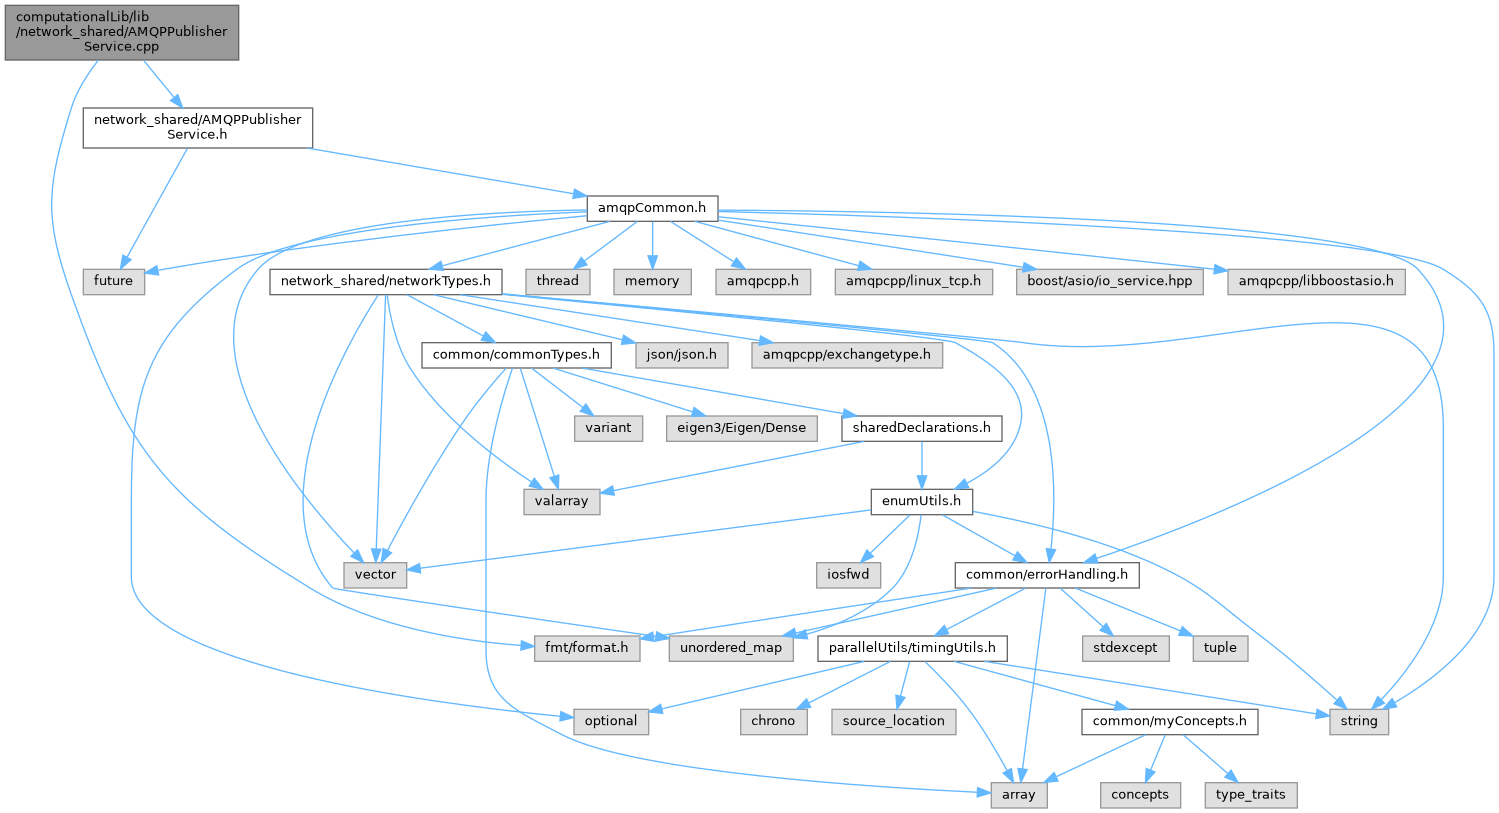 computationalLib/lib
/network_shared/AMQPPublisher
Service.cpp
network_shared/AMQPPublisher
Service.h
amqpCommon.h
future
network_shared/networkTypes.h
thread
memory
amqpcpp.h
amqpcpp/linux_tcp.h
boost/asio/io_service.hpp
amqpcpp/libboostasio.h
common/commonTypes.h
json/json.h
amqpcpp/exchangetype.h
variant
eigen3/Eigen/Dense
sharedDeclarations.h
valarray
enumUtils.h
vector
iosfwd
common/errorHandling.h
fmt/format.h
unordered_map
parallelUtils/timingUtils.h
stdexcept
tuple
optional
chrono
source_location
common/myConcepts.h
string
array
concepts
type_traits